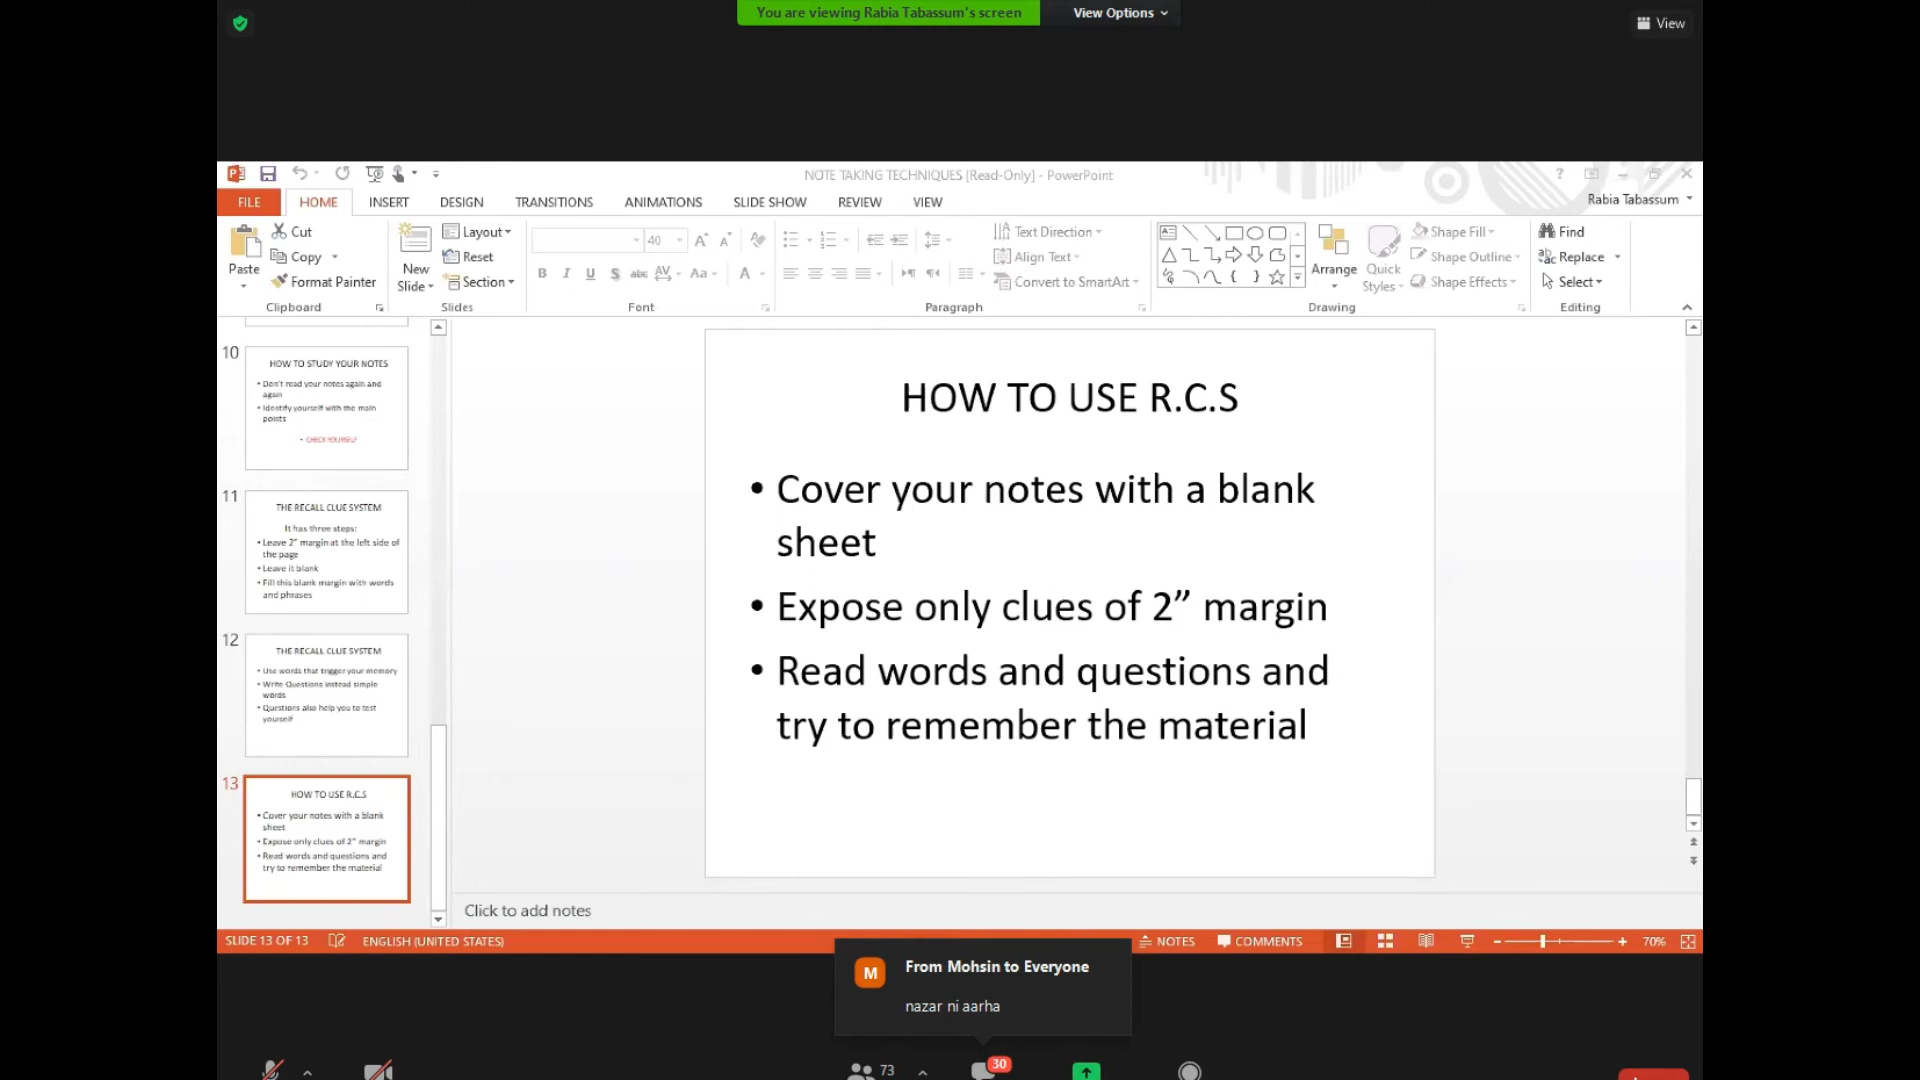 You are viewing Rabia Tabassum's screen
View Options
View
NOTE TAKING TECHNIQUES [Read-Only] - PowerPoint
FILE HOME INSERT DESIGN TRANSITIONS ANIMATIONS SLIDE SHOW REVIEW VIEW
Rabia Tabassum
Paste
Cut
Copy
Format Painter
Clipboard
New
Slide
Layout
Reset
Section
Slides
40
Font
Text Direction
Align Text
Convert to SmartArt
Paragraph
Arrange
Quick
Styles
Shape Fill
Shape Outline
Shape Effects
Drawing
Find
Replace
Select
Editing
10
HOW TO STUDY YOUR NOTES
• Don't read your notes again and
again
• Identify yourself with the main
points
• CHECK YOURSELF
11
THE RECALL CLUE SYSTEM
It has three steps:
• Leave 2" margin at the left side of
the page
• Leave it blank
• Fill this blank margin with words
and phrases
12
THE RECALL CLUE SYSTEM
• Use words that trigger your memory
• Write Questions instead simple
words
• Questions also help you to test
yourself
13
HOW TO USE R.C.S
• Cover your notes with a blank
sheet
• Expose only clues of 2" margin
• Read words and questions and
try to remember the material
HOW TO USE R.C.S
• Cover your notes with a blank
sheet
• Expose only clues of 2” margin
• Read words and questions and
try to remember the material
Click to add notes
SLIDE 13 OF 13
ENGLISH (UNITED STATES)
NOTES
COMMENTS
70%
M
From Mohsin to Everyone
nazar ni aarha
73
30